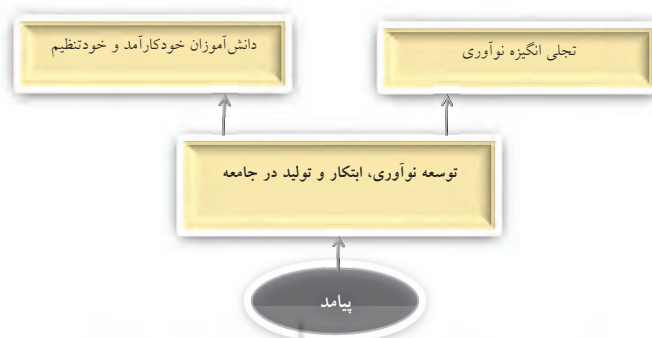 تجلی انگیزه نوآوری
دانش‌آموزان خودکارآمد و خودتنظیم
توسعه نوآوری، ابتکار و تولید در جامعه
پیامد